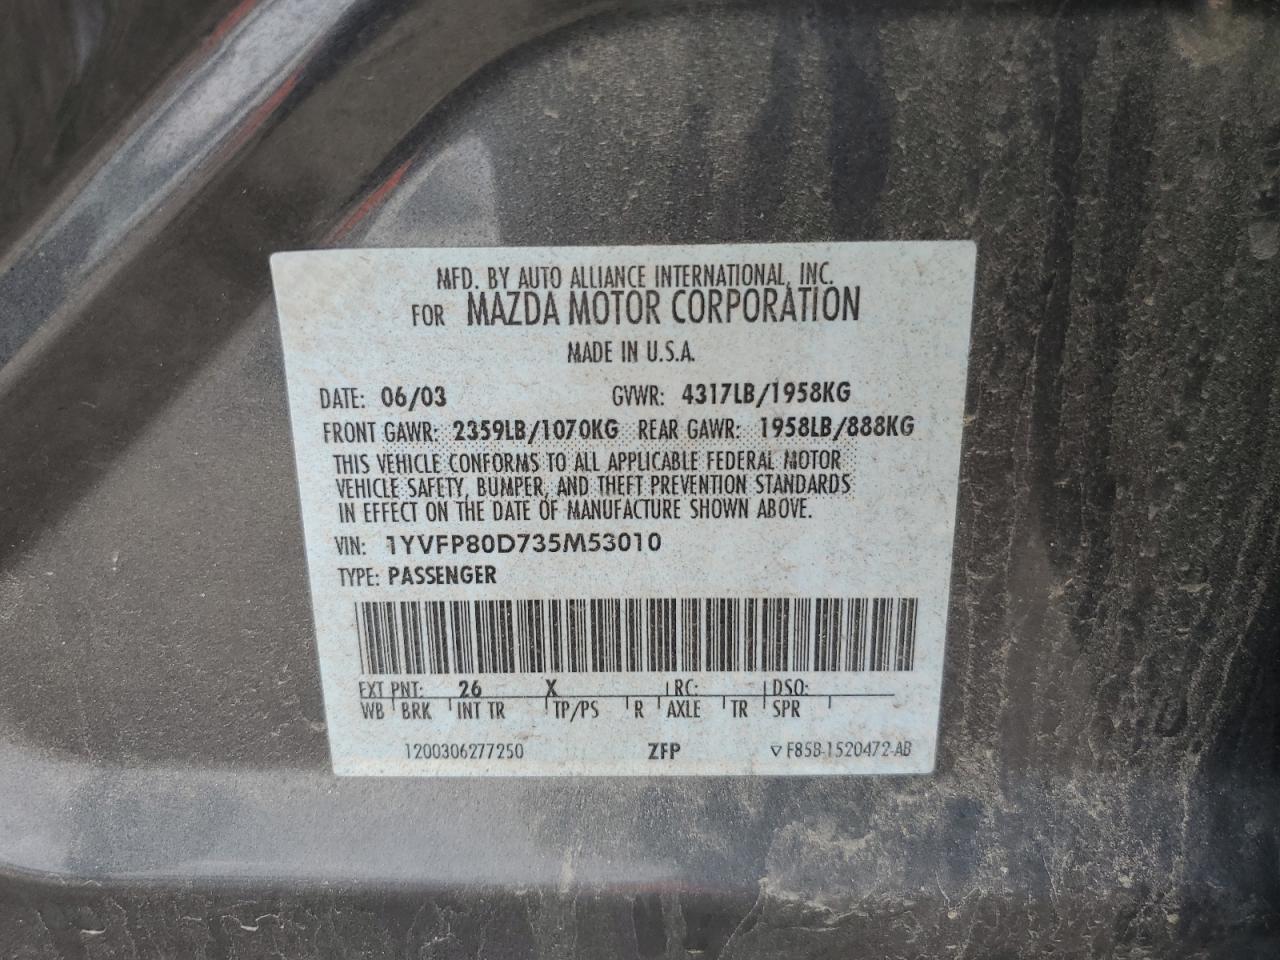 MFD. BY AUTO ALLIANCE INTERNATIONAL, INC.
FOR MAZDA MOTOR CORPORATION
MADE IN U.S.A.
DATE: 06/03 GVWR: 4317LB/1958KG
FRONT GAWR: 2359LB/1070KG REAR GAWR: 1958LB/888KG
THIS VEHICLE CONFORMS TO ALL APPLICABLE FEDERAL MOTOR
VEHICLE SAFETY, BUMPER, AND THEFT PREVENTION STANDARDS
IN EFFECT ON THE DATE OF MANUFACTURE SHOWN ABOVE.
VIN: 1YVFP80D735M53010
TYPE: PASSENGER
EXT PNT: 26 X RC: DSO:
WB BRK INT TR TP/PS R AXLE TR SPR
1200306277250 ZFP ▽ F85B-1520472-AB